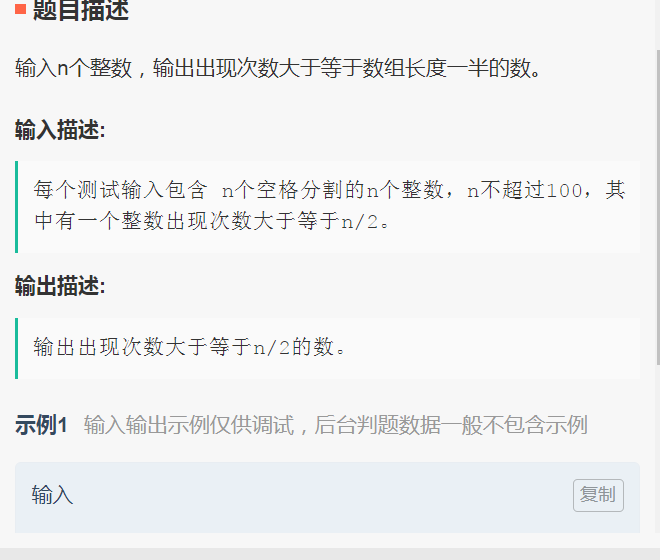 题目描述
输入n个整数，输出出现次数大于等于数组长度一半的数。
输入描述:
每个测试输入包含 n个空格分割的n个整数，n不超过100，其
中有一个整数出现次数大于等于n/2。
输出描述:
输出出现次数大于等于n/2的数。
示例1 输入输出示例仅供调试，后台判题数据一般不包含示例
输入 复制